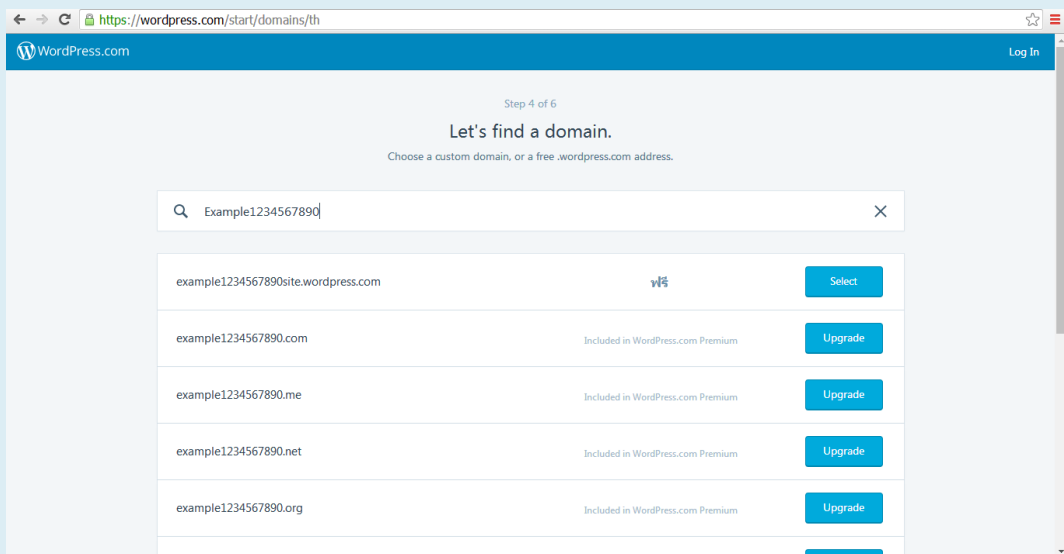 https://wordpress.com/start/domains/th
WordPress.com
Log In
Step 4 of 6
Let's find a domain.
Choose a custom domain, or a free .wordpress.com address.
Example1234567890
example1234567890site.wordpress.com ฟรี Select
example1234567890.com Included in WordPress.com Premium Upgrade
example1234567890.me Included in WordPress.com Premium Upgrade
example1234567890.net Included in WordPress.com Premium Upgrade
example1234567890.org Included in WordPress.com Premium Upgrade